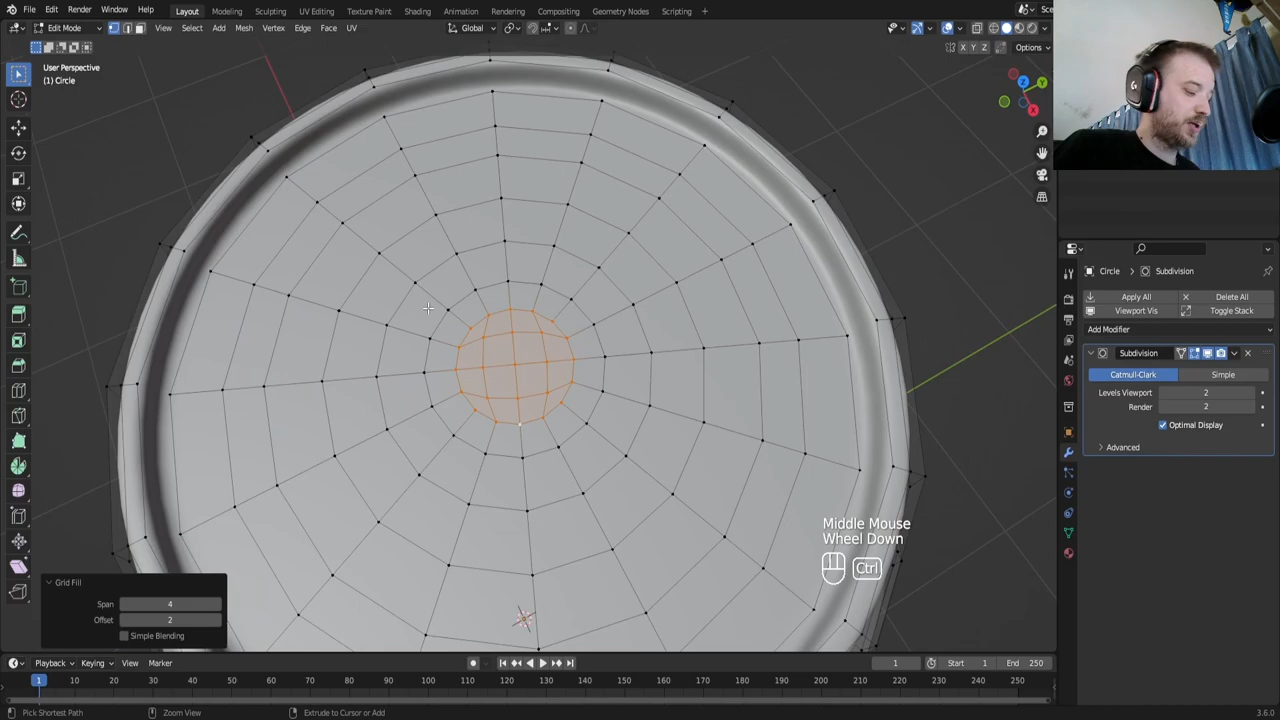 File Edit Render Window Help Layout Modeling Sculpting UV Editing Texture Paint Shading Animation Rendering Compositing Geometry Nodes Scripting Sce
Edit Mode View Select Add Mesh Vertex Edge Face UV Global
X Y Z Options
User Perspective
(1) Circle
Z Y X
Circle Subdivision
Apply All Delete All
Viewport Vis Toggle Stack
Add Modifier
Subdivision
Catmull-Clark Simple
Levels Viewport 2
Render 2
Optimal Display
Advanced
Middle Mouse
Wheel Down
Ctrl
Grid Fill
Span 4
Offset 2
Simple Blending
Playback Keying View Marker 1 Start 1 End 250
1 10 20 30 40 50 60 70 80 90 100 110 120 130 140 150 160 170 180 190 200 210 220 230 240 250
Pick Shortest Path Zoom View Extrude to Cursor or Add 3.6.0